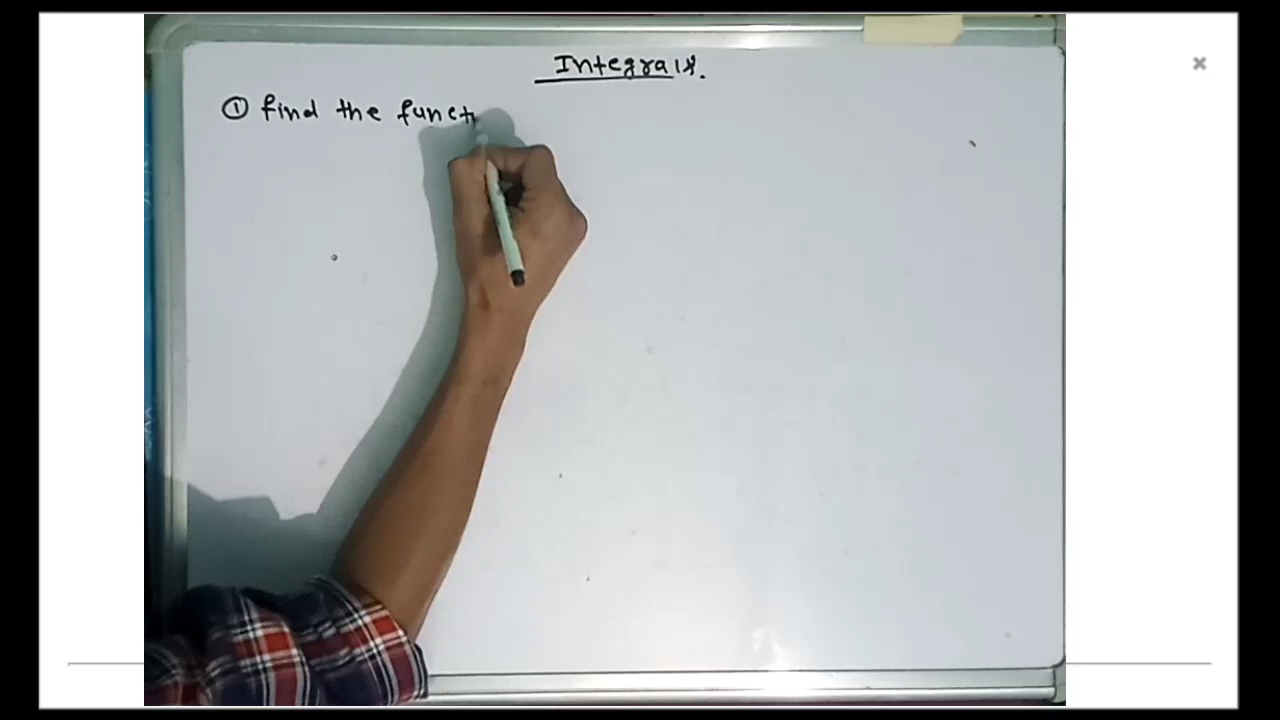 Integrals.
① find the funct